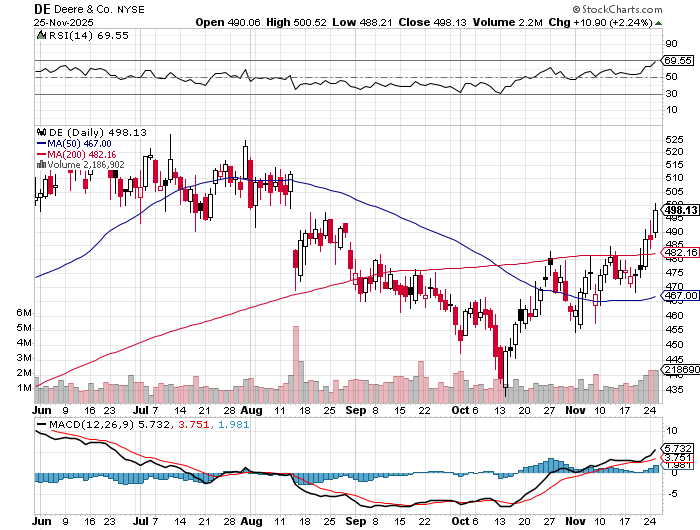 DE Deere & Co. NYSE
© StockCharts.com
25-Nov-2025
Open 490.06 High 500.52 Low 488.21 Close 498.13 Volume 2.2M Chg +10.90 (+2.24%)
RSI(14) 69.55
90
69.55
50
30
10
DE (Daily) 498.13
MA(50) 467.00
MA(200) 482.16
Volume 2,186,902
525
520
515
510
505
498.13
490
485
482.16
475
470
467.00
460
455
450
445
435
6M
5M
4M
3M
2M
1M
218690
Jun 9 16 23 Jul 7 14 21 28 Aug 11 18 25 Sep 8 15 22 Oct 6 13 20 27 Nov 10 17 24
MACD(12,26,9) 5.732, 3.751, 1.981
10
5.732
3.751
1.981
0
-5
Jun 9 16 23 Jul 7 14 21 28 Aug 11 18 25 Sep 8 15 22 Oct 6 13 20 27 Nov 10 17 24